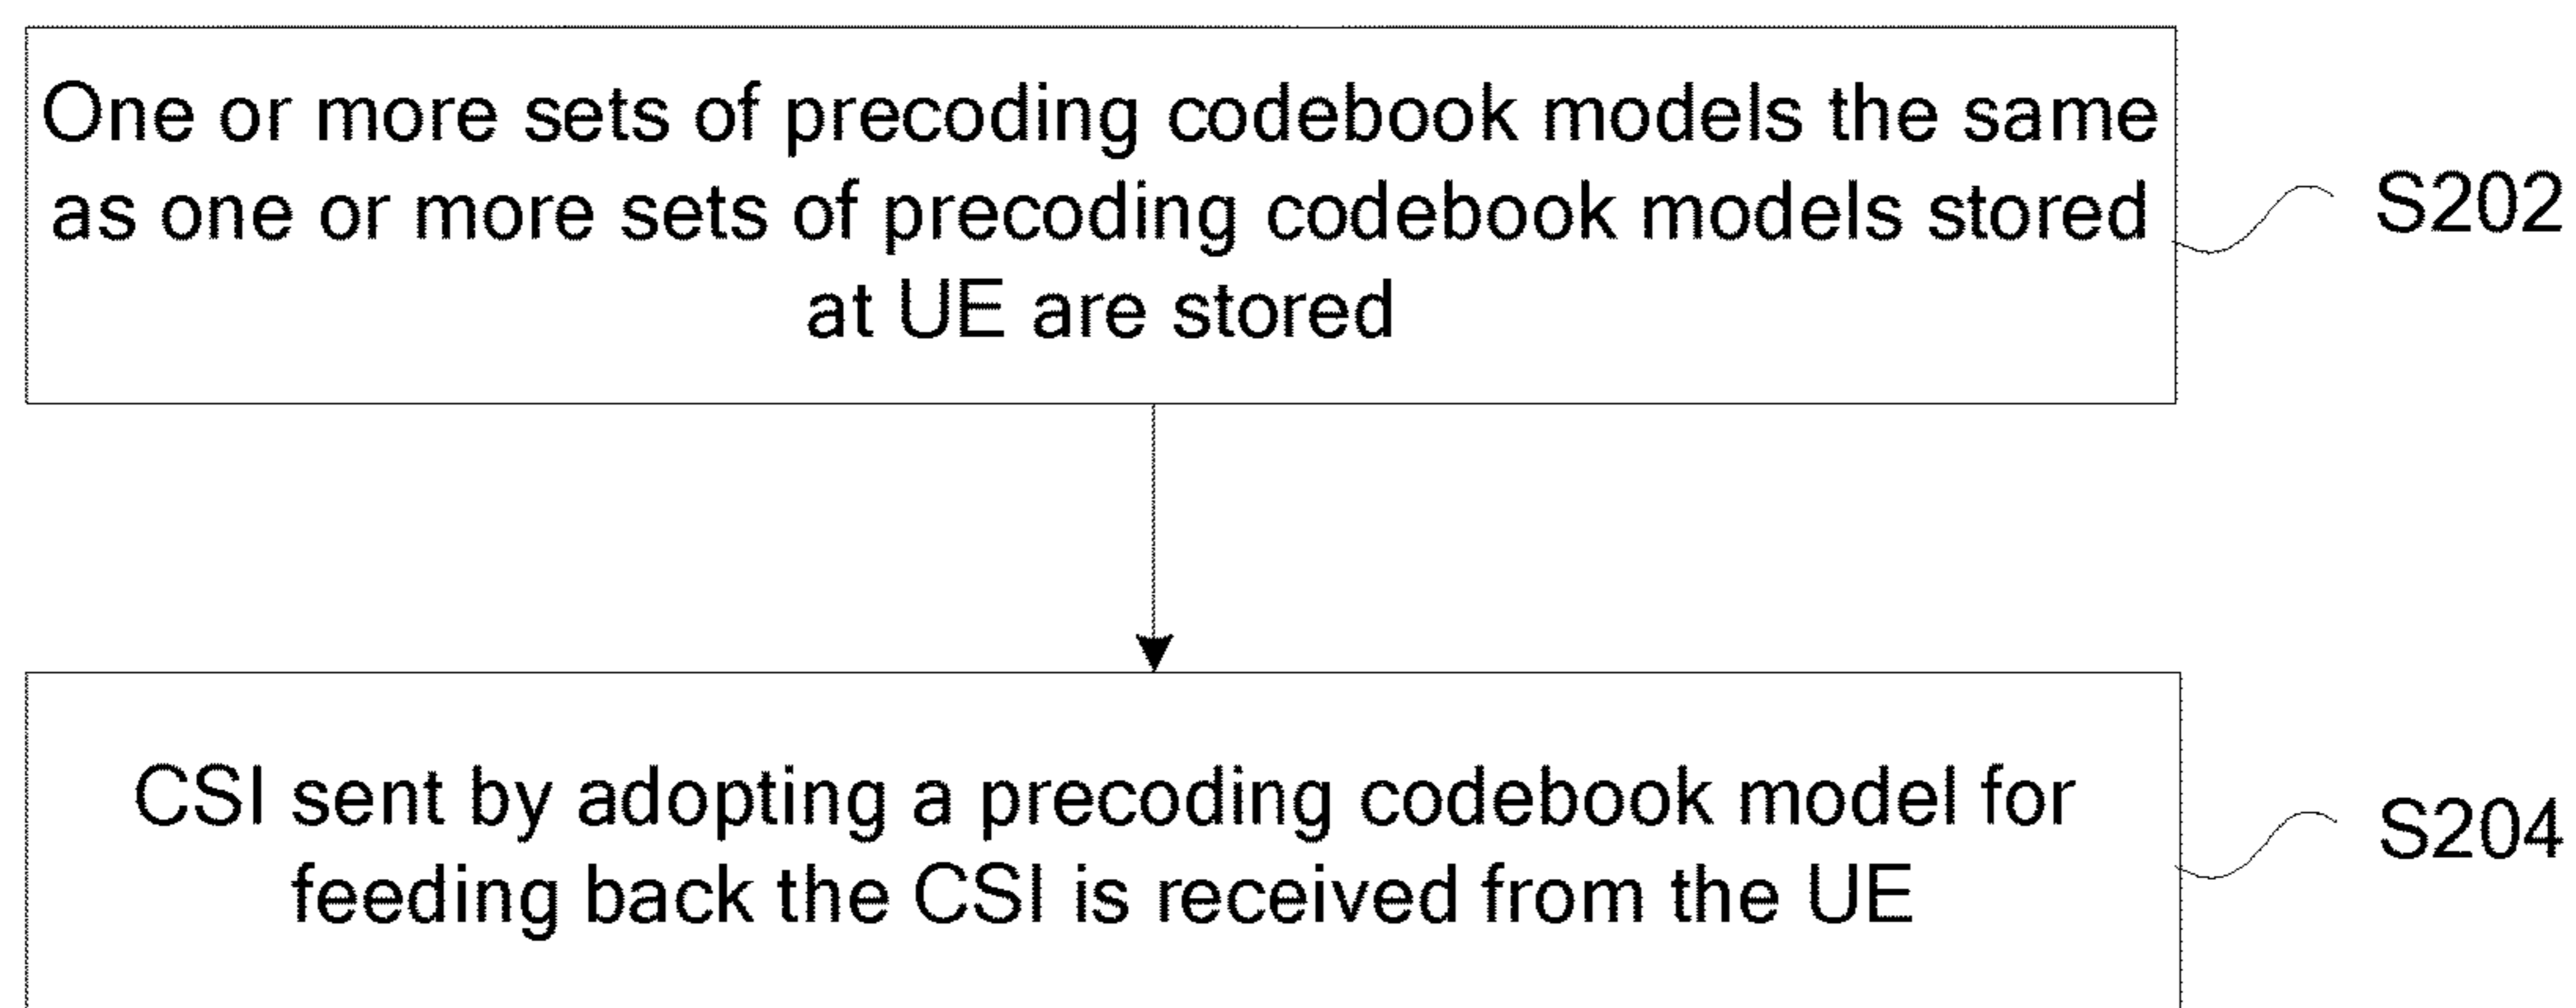 One or more sets of precoding codebook models the same
as one or more sets of precoding codebook models stored
at UE are stored
S202
CSI sent by adopting a precoding codebook model for
feeding back the CSI is received from the UE
S204